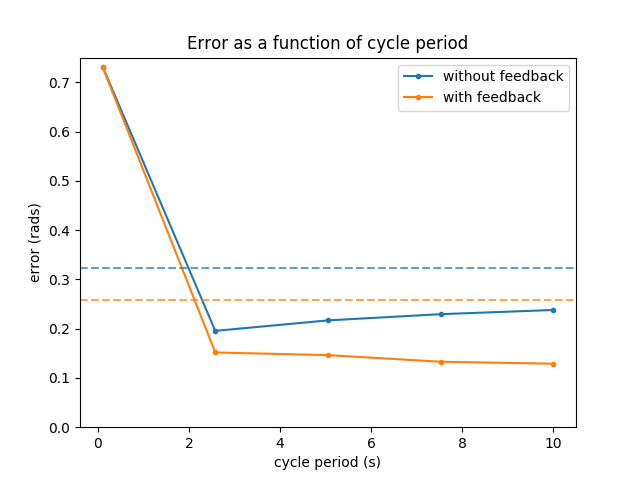 Error as a function of cycle period
without feedback
with feedback
error (rads)
0.7
0.6
0.5
0.4
0.3
0.2
0.1
0.0
0 2 4 6 8 10
cycle period (s)